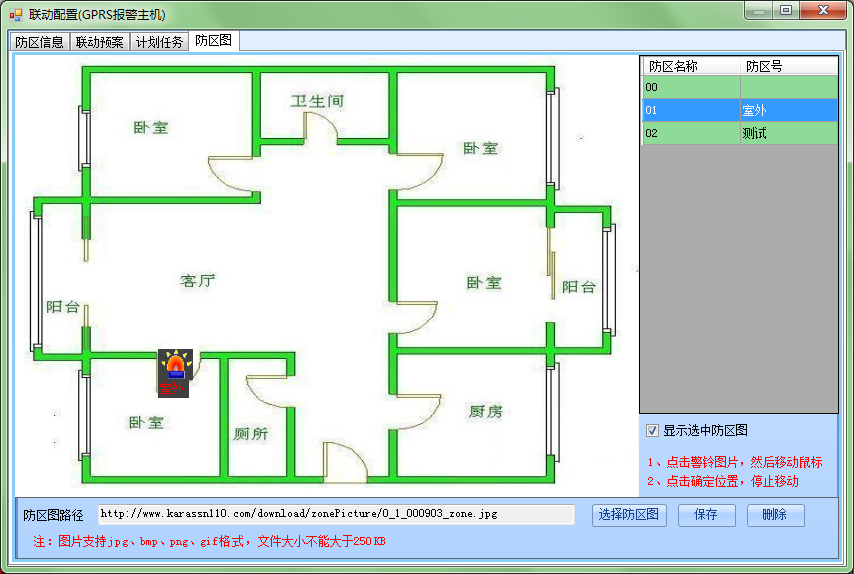 联动配置(GPRS报警主机)
防区信息 联动预案 计划任务 防区图
防区名称 防区号
00
01 室外
02 测试
卧室
卫生间
卧室
客厅
卧室
阳台
阳台
卧室
厕所
厨房
显示选中防区图
1、点击警铃图片，然后移动鼠标
2、点击确定位置，停止移动
防区图路径 http://www.karassn110.com/download/zonePicture/0_1_000903_zone.jpg 选择防区图 保存 删除
注：图片支持jpg、bmp、png、gif格式，文件大小不能大于250KB